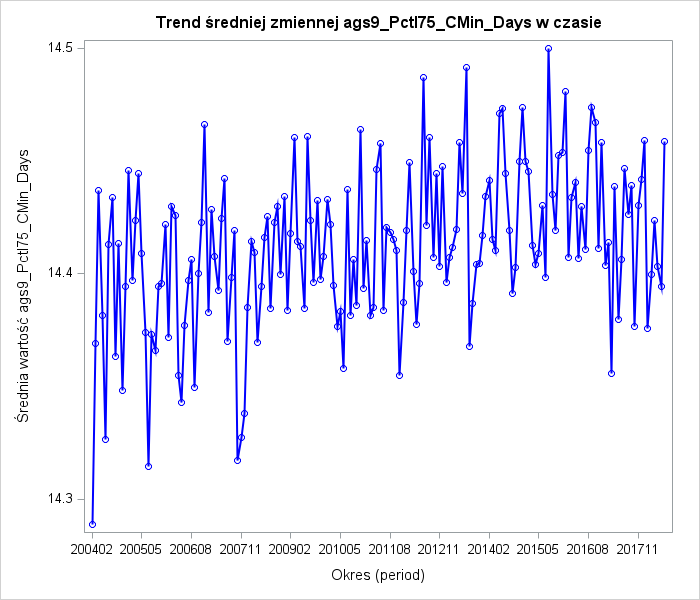 Trend średniej zmiennej ags9_Pctl75_CMin_Days w czasie
14.5
14.4
14.3
Średnia wartość ags9_Pctl75_CMin_Days
200402 200505 200608 200711 200902 201005 201108 201211 201402 201505 201608 201711
Okres (period)